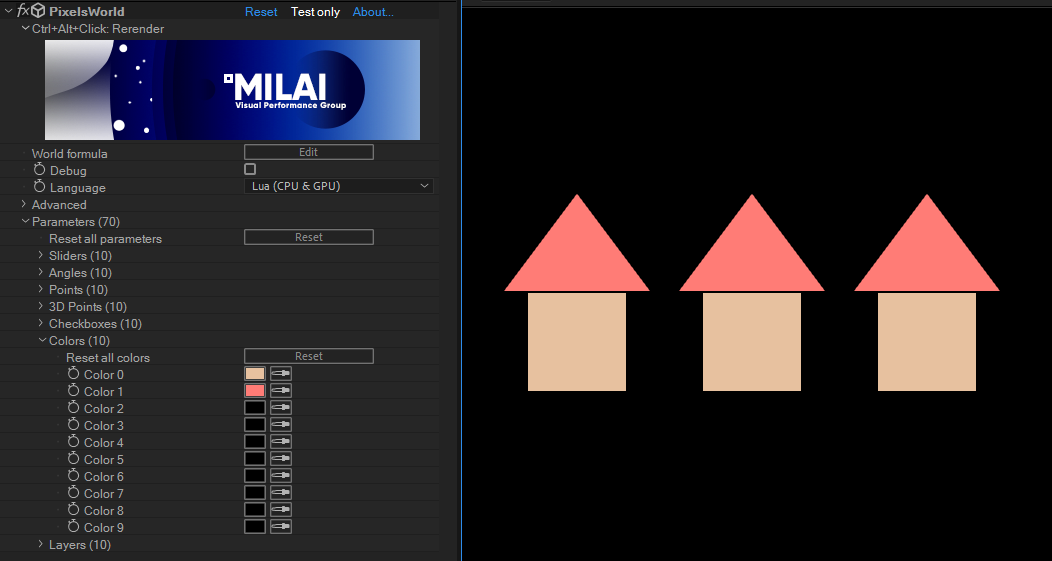 fx PixelsWorld Reset Test only About...
Ctrl+Alt+Click: Rerender
MILAI
Visual Performance Group
World formula Edit
Debug
Language Lua (CPU & GPU)
Advanced
Parameters (70)
Reset all parameters Reset
Sliders (10)
Angles (10)
Points (10)
3D Points (10)
Checkboxes (10)
Colors (10)
Reset all colors Reset
Color 0
Color 1
Color 2
Color 3
Color 4
Color 5
Color 6
Color 7
Color 8
Color 9
Layers (10)